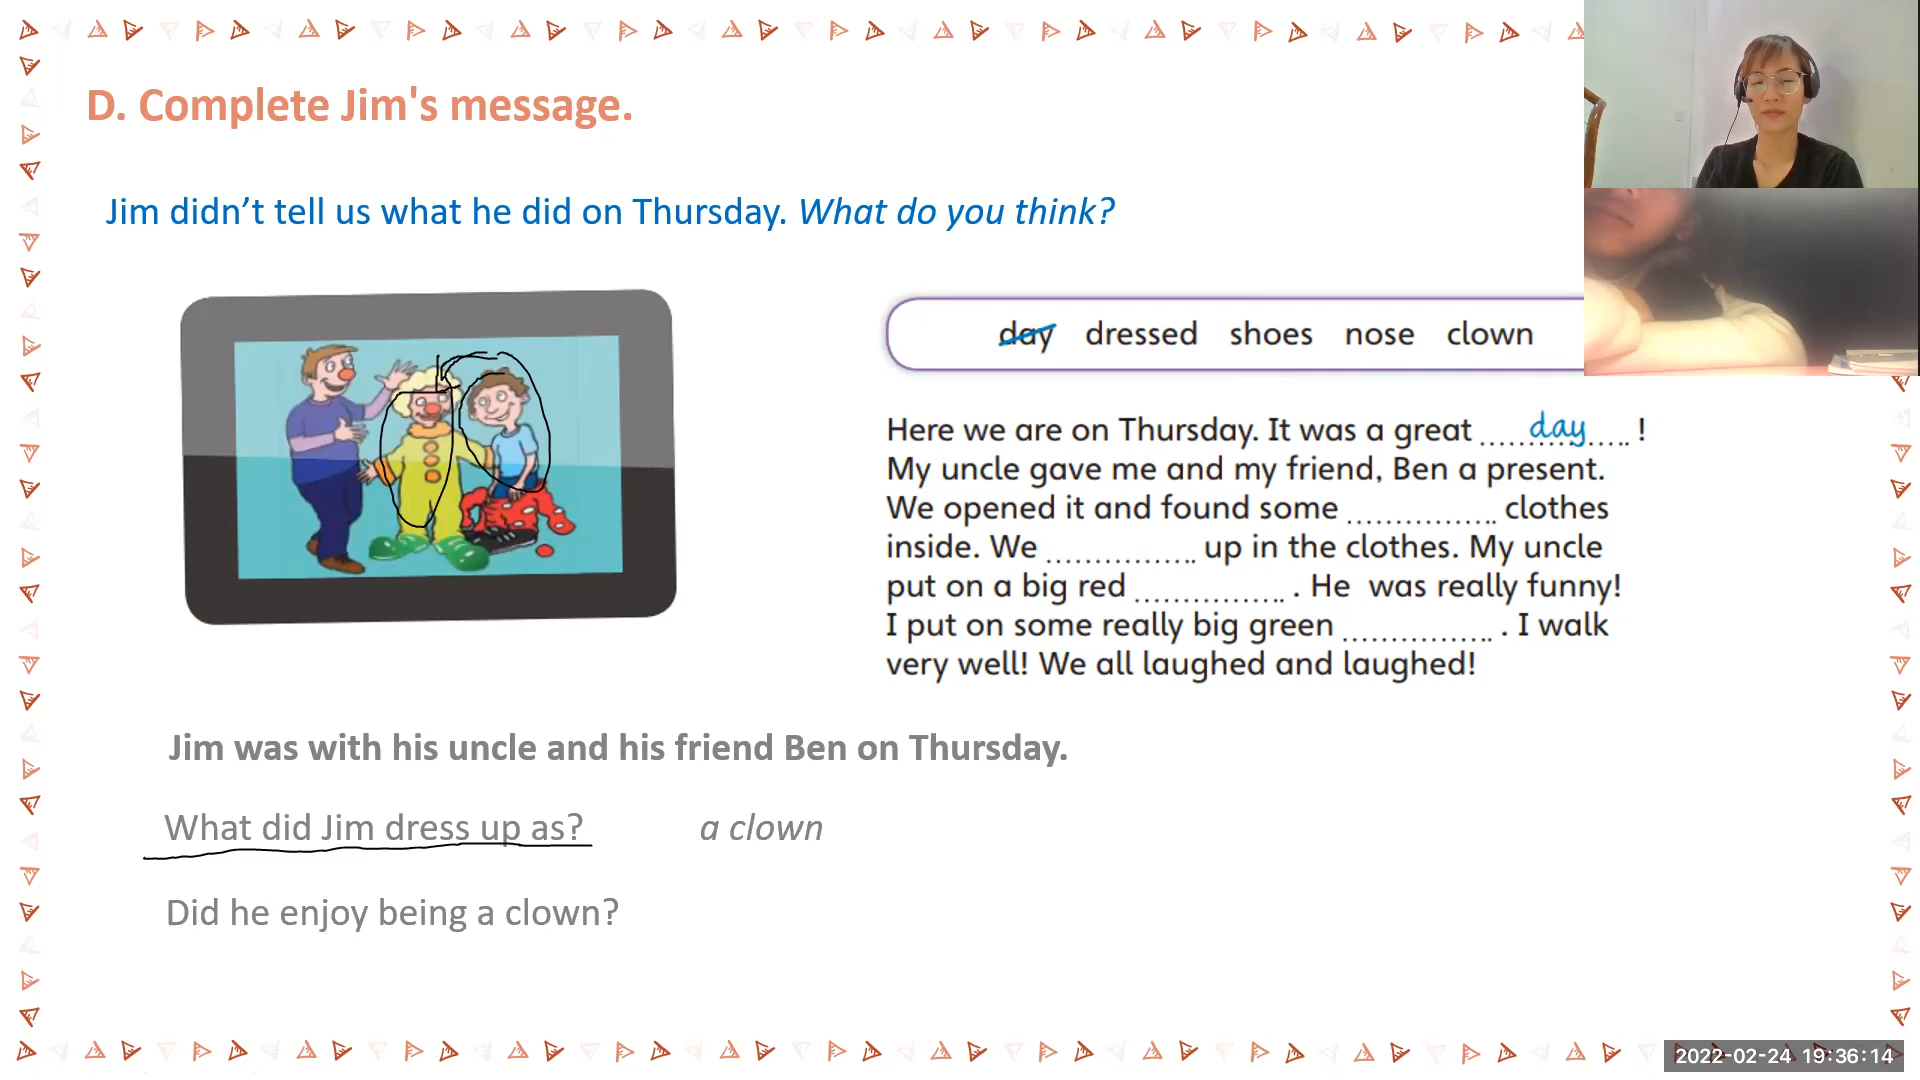 D. Complete Jim's message.
Jim didn’t tell us what he did on Thursday. What do you think?
day dressed shoes nose clown
Here we are on Thursday. It was a great ......day...... !
My uncle gave me and my friend, Ben a present.
We opened it and found some ................ clothes
inside. We ................ up in the clothes. My uncle
put on a big red ................ . He was really funny!
I put on some really big green ................ . I walk
very well! We all laughed and laughed!
Jim was with his uncle and his friend Ben on Thursday.
What did Jim dress up as? a clown
Did he enjoy being a clown?
2022-02-24 19:36:14